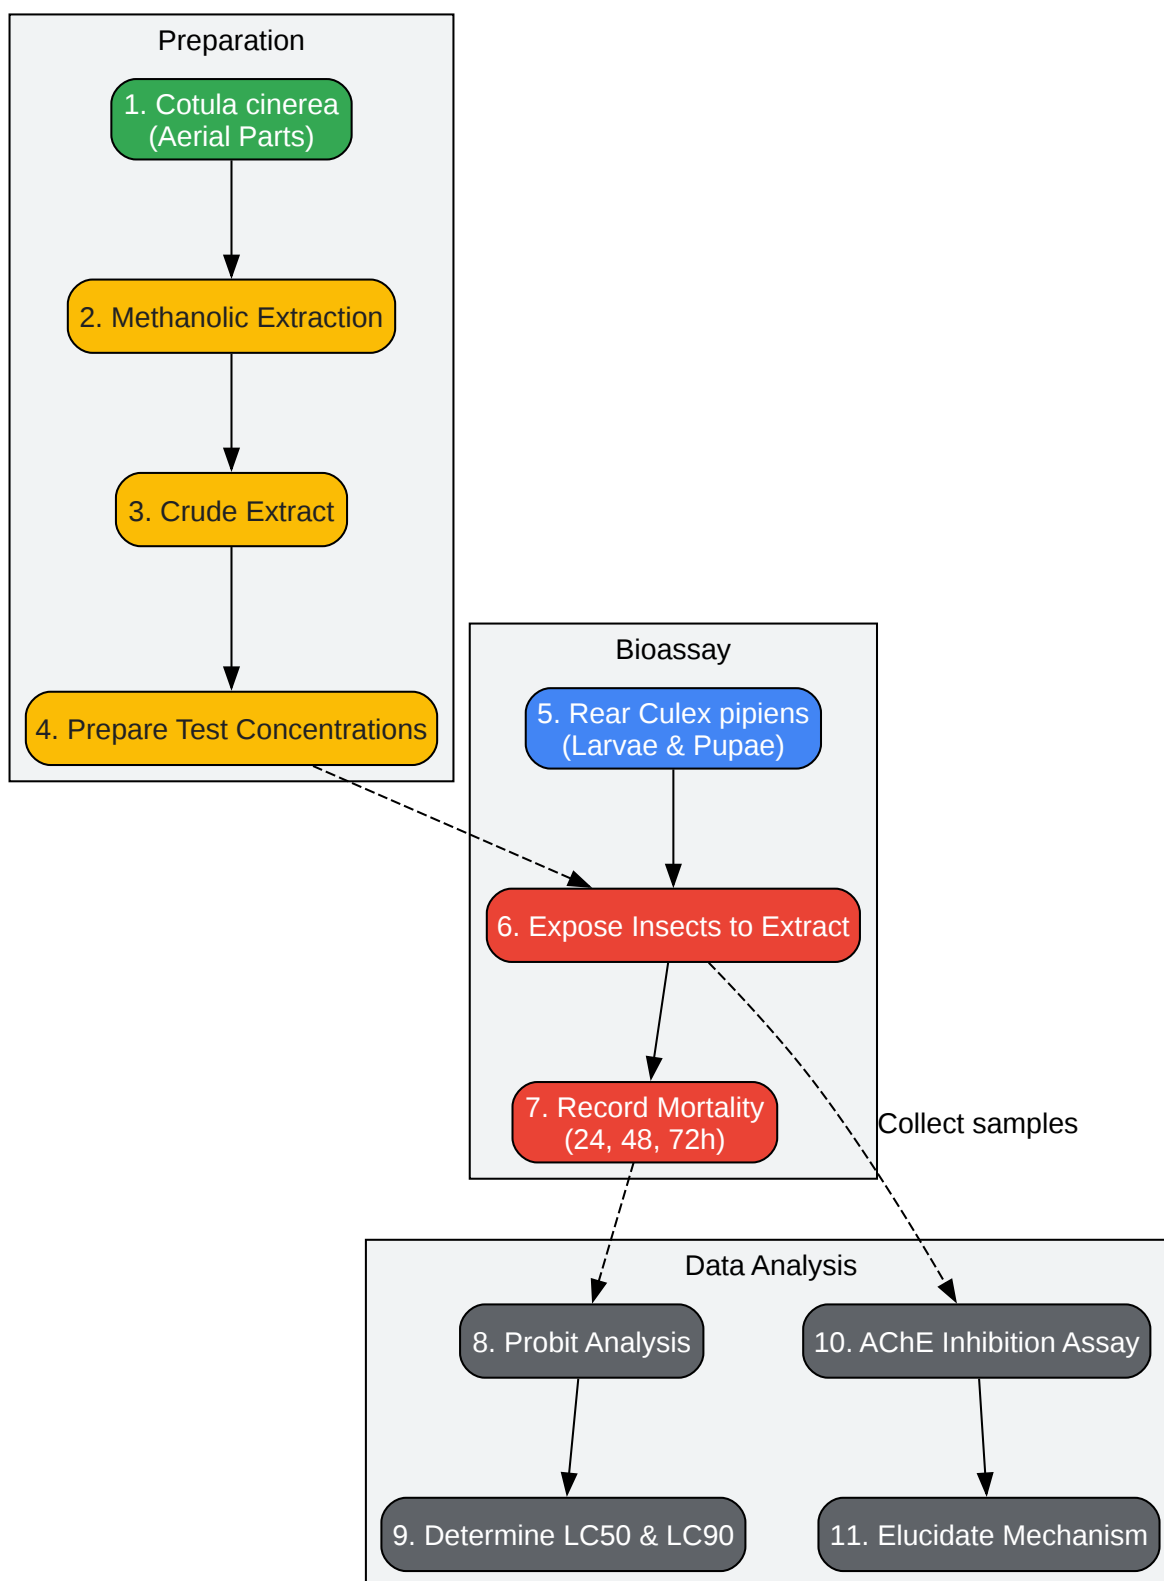 Preparation
1. Cotula cinerea
(Aerial Parts)
2. Methanolic Extraction
3. Crude Extract
4. Prepare Test Concentrations
Bioassay
5. Rear Culex pipiens
(Larvae & Pupae)
6. Expose Insects to Extract
7. Record Mortality
(24, 48, 72h)
Collect samples
Data Analysis
8. Probit Analysis
10. AChE Inhibition Assay
9. Determine LC50 & LC90
11. Elucidate Mechanism